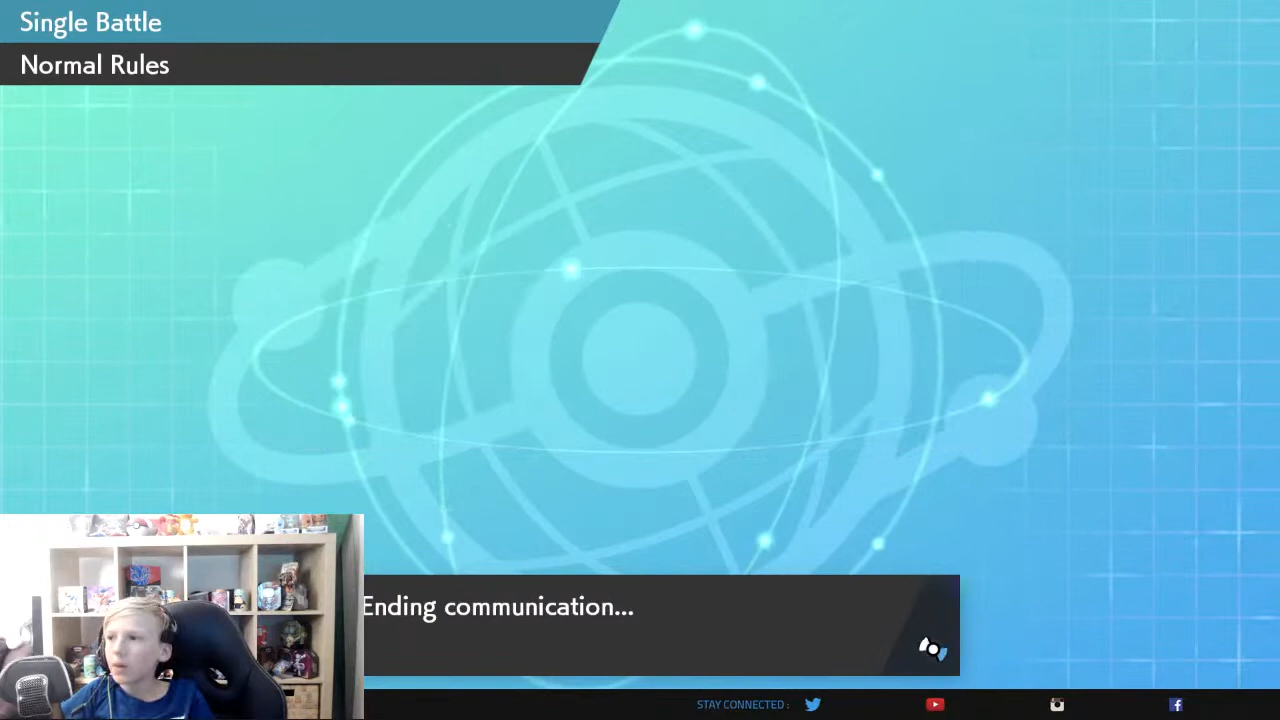 Single Battle
Normal Rules
Ending communication...
STAY CONNECTED :